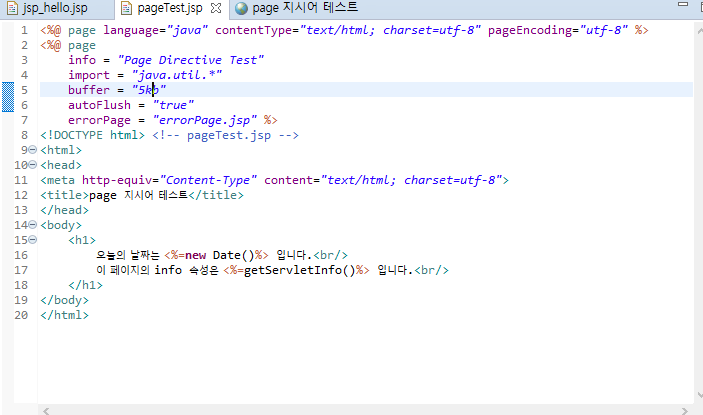 jsp_hello.jsp pageTest.jsp page 지시어 테스트
1 <%@ page language="java" contentType="text/html; charset=utf-8" pageEncoding="utf-8" %>
2 <%@ page
3 info = "Page Directive Test"
4 import = "java.util.*"
5 buffer = "5kb"
6 autoFlush = "true"
7 errorPage = "errorPage.jsp" %>
8 <!DOCTYPE html> <!-- pageTest.jsp -->
9 <html>
10 <head>
11 <meta http-equiv="Content-Type" content="text/html; charset=utf-8">
12 <title>page 지시어 테스트</title>
13 </head>
14 <body>
15 <h1>
16 오늘의 날짜는 <%=new Date()%> 입니다.<br/>
17 이 페이지의 info 속성은 <%=getServletInfo()%> 입니다.<br/>
18 </h1>
19 </body>
20 </html>